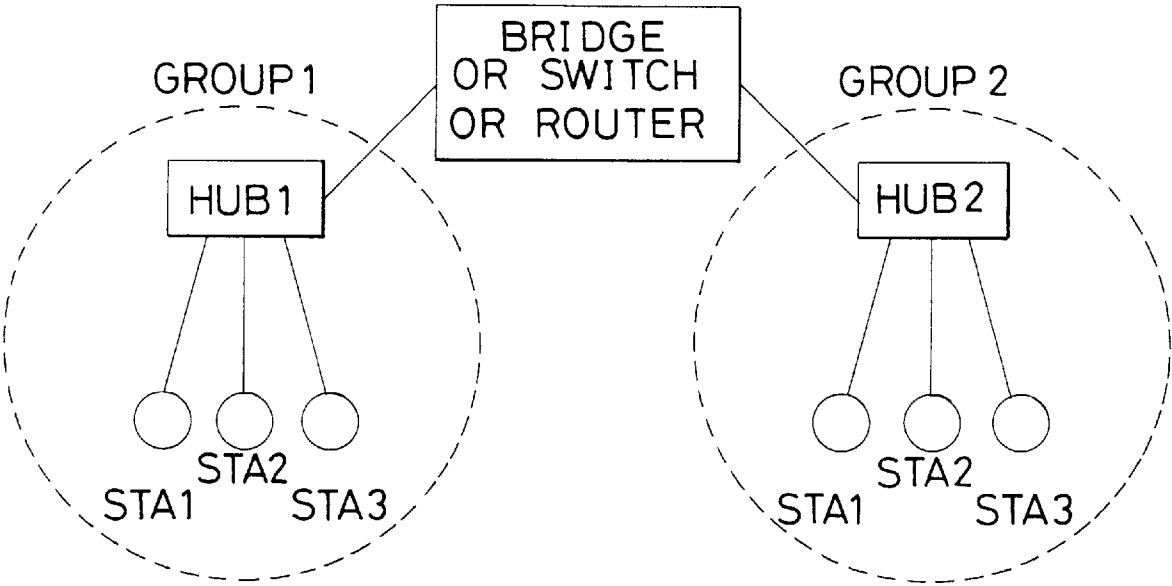 BRIDGE
OR SWITCH
OR ROUTER
GROUP 1
GROUP 2
HUB1
HUB2
STA1
STA2
STA3
STA1
STA2
STA3